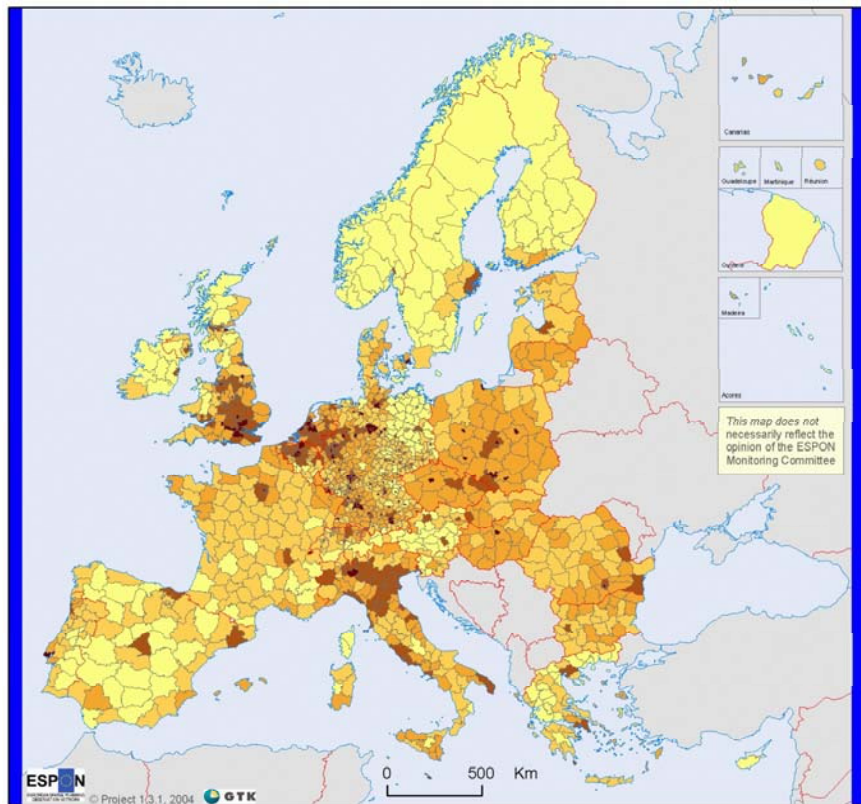 Canarias
Guadeloupe
Martinique
Réunion
Guyane
Madeira
Acores
This map does not
necessarily reflect the
opinion of the ESPON
Monitoring Committee
ESPON
© Project 1.3.1, 2004
GTK
0 500 Km